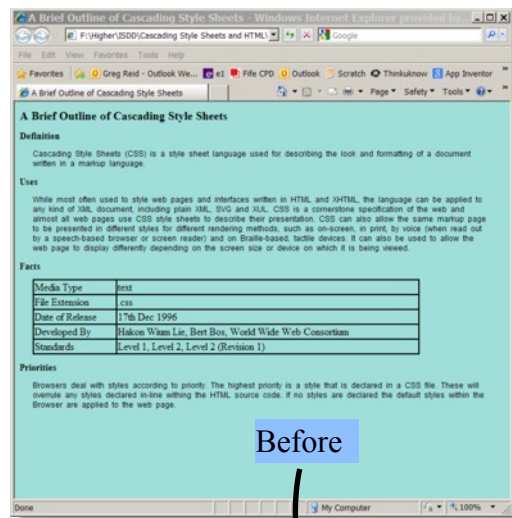 A Brief Outline of Cascading Style Sheets - Windows Internet Explorer provided by...
F:\Higher\ISDD\Cascading Style Sheets and HTML\
Google
File Edit View Favorites Tools Help
Favorites Greg Reid - Outlook We... e1 Fife CPD Outlook Scratch Thinkuknow App Inventor
A Brief Outline of Cascading Style Sheets
Page Safety Tools
A Brief Outline of Cascading Style Sheets
Definition
Cascading Style Sheets (CSS) is a style sheet language used for describing the look and formatting of a document
written in a markup language.
Uses
While most often used to style web pages and interfaces written in HTML and XHTML, the language can be applied to
any kind of XML document, including plain XML, SVG and XUL. CSS is a cornerstone specification of the web and
almost all web pages use CSS style sheets to describe their presentation. CSS can also allow the same markup page
to be presented in different styles for different rendering methods, such as on-screen, in print, by voice (when read out
by a speech-based browser or screen reader) and on Braille-based, tactile devices. It can also be used to allow the
web page to display differently depending on the screen size or device on which it is being viewed.
Facts
Media Type text
File Extension .css
Date of Release 17th Dec 1996
Developed By Hakon Wium Lie, Bert Bos, World Wide Web Consortium
Standards Level 1, Level 2, Level 2 (Revision 1)
Priorities
Browsers deal with styles according to priority. The highest priority is a style that is declared in a CSS file. These will
overrule any styles declared in-line withing the HTML source code. If no styles are declared the default styles within the
Browser are applied to the web page.
Before
Done My Computer 100%